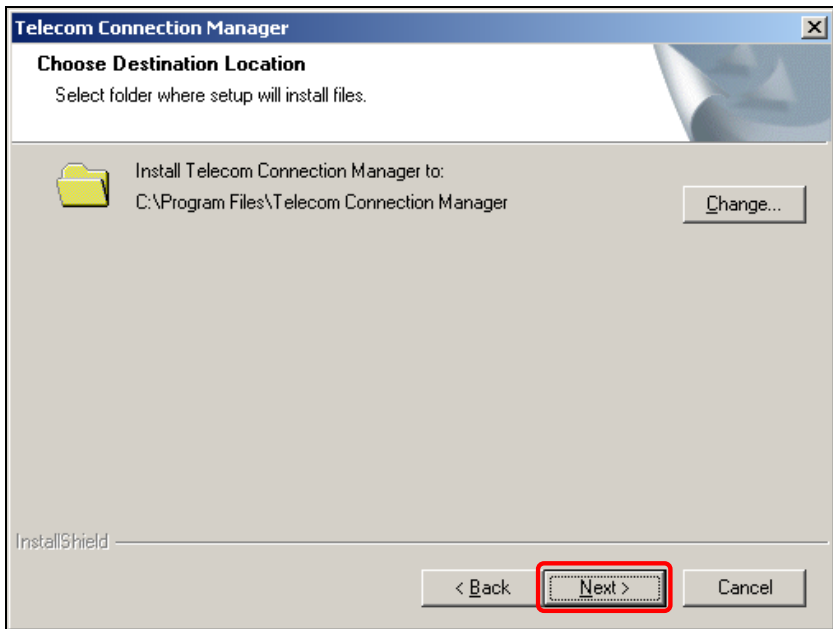 Telecom Connection Manager
Choose Destination Location
Select folder where setup will install files.
Install Telecom Connection Manager to:
C:\Program Files\Telecom Connection Manager
Change...
InstallShield
< Back
Next >
Cancel